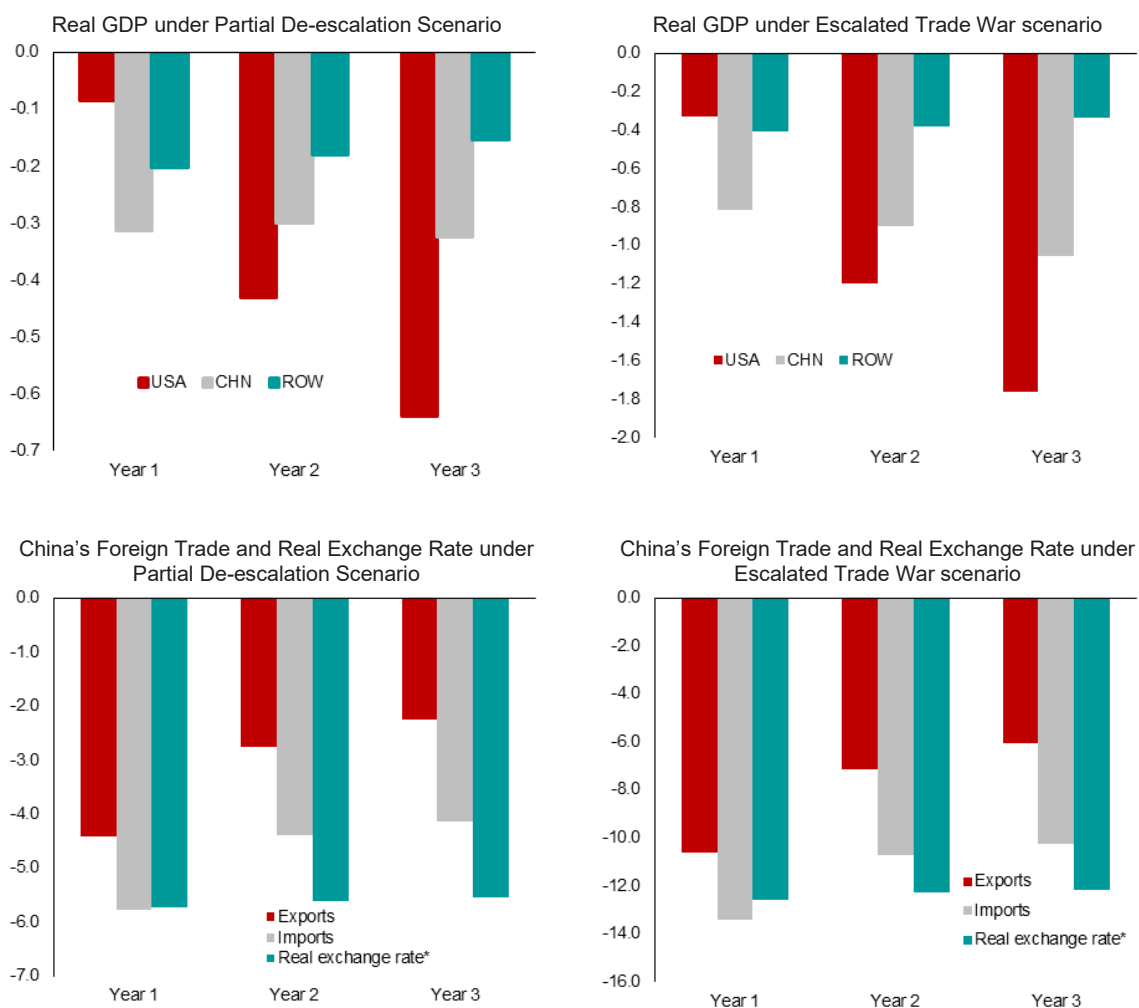 Real GDP under Partial De-escalation Scenario
0.0
-0.1
-0.2
-0.3
-0.4
-0.5
-0.6
-0.7
USA CHN ROW
Year 1 Year 2 Year 3
Real GDP under Escalated Trade War scenario
0.0
-0.2
-0.4
-0.6
-0.8
-1.0
-1.2
-1.4
-1.6
-1.8
-2.0
USA CHN ROW
Year 1 Year 2 Year 3
China’s Foreign Trade and Real Exchange Rate under
Partial De-escalation Scenario
0.0
-1.0
-2.0
-3.0
-4.0
-5.0
-6.0
-7.0
Exports
Imports
Real exchange rate*
Year 1 Year 2 Year 3
China’s Foreign Trade and Real Exchange Rate under
Escalated Trade War scenario
0.0
-2.0
-4.0
-6.0
-8.0
-10.0
-12.0
-14.0
-16.0
Exports
Imports
Real exchange rate*
Year 1 Year 2 Year 3